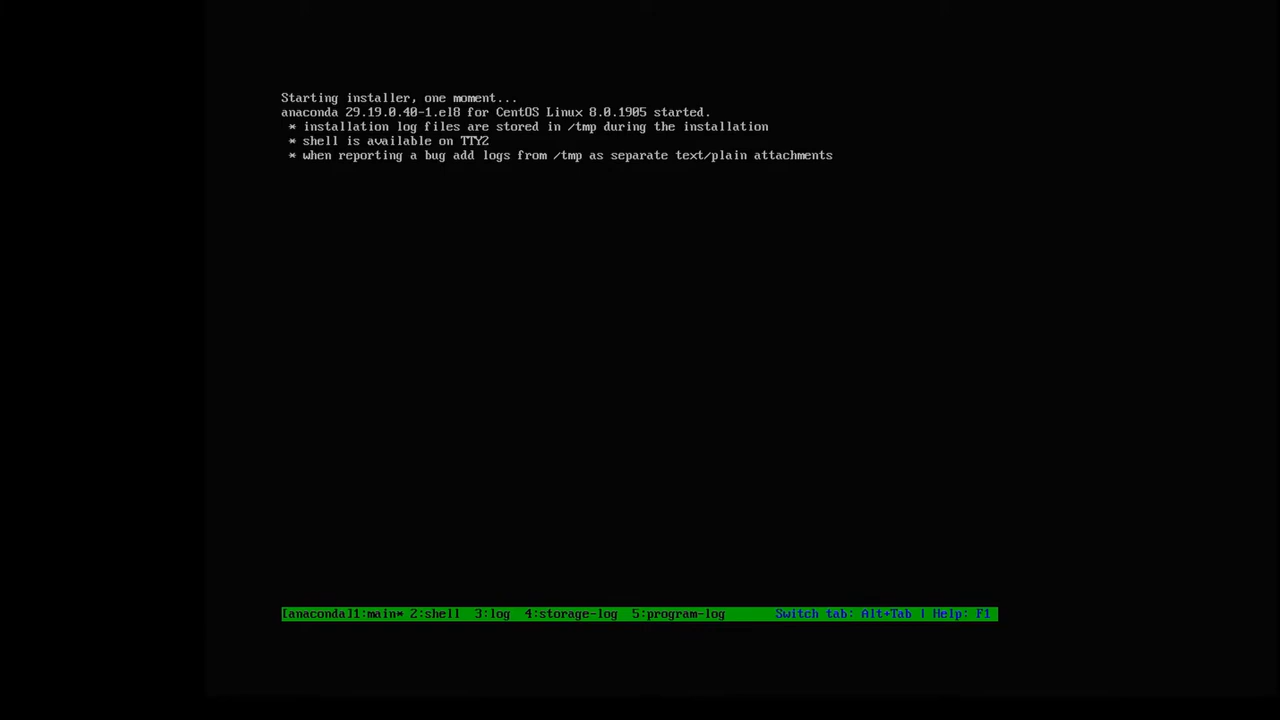 Starting installer, one moment...
anaconda 29.19.0.40-1.el8 for CentOS Linux 8.0.1905 started.
* installation log files are stored in /tmp during the installation
* shell is available on TTY2
* when reporting a bug add logs from /tmp as separate text/plain attachments
[anaconda]1:main* 2:shell  3:log  4:storage-log  5:program-log Switch tab: Alt+Tab | Help: F1